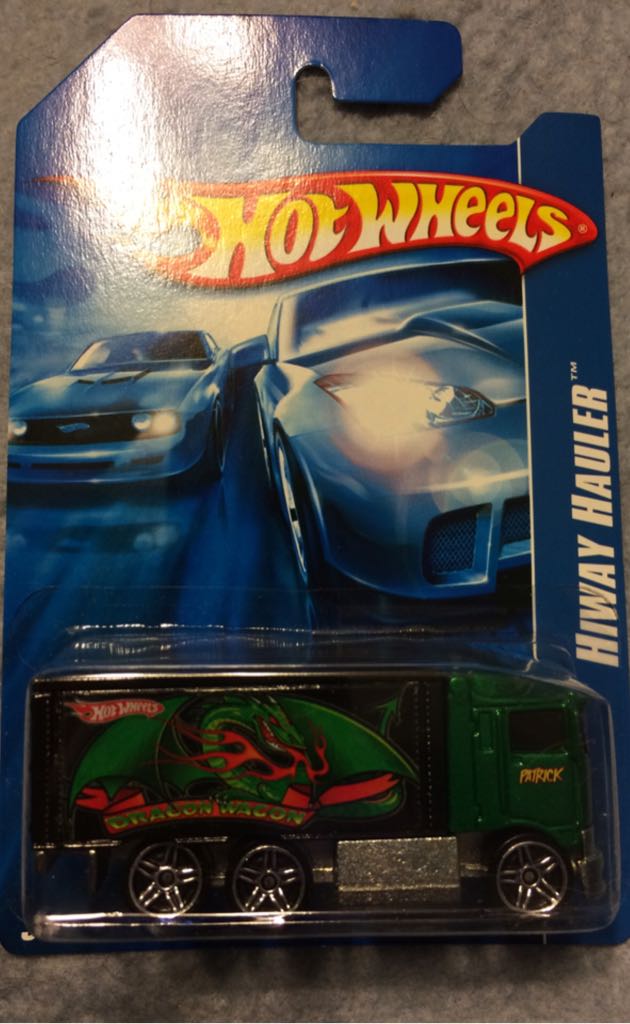 HOT WHEELS®
HIWAY HAULER™
HOT WHEELS
DRAGON WAGON
PATRICK